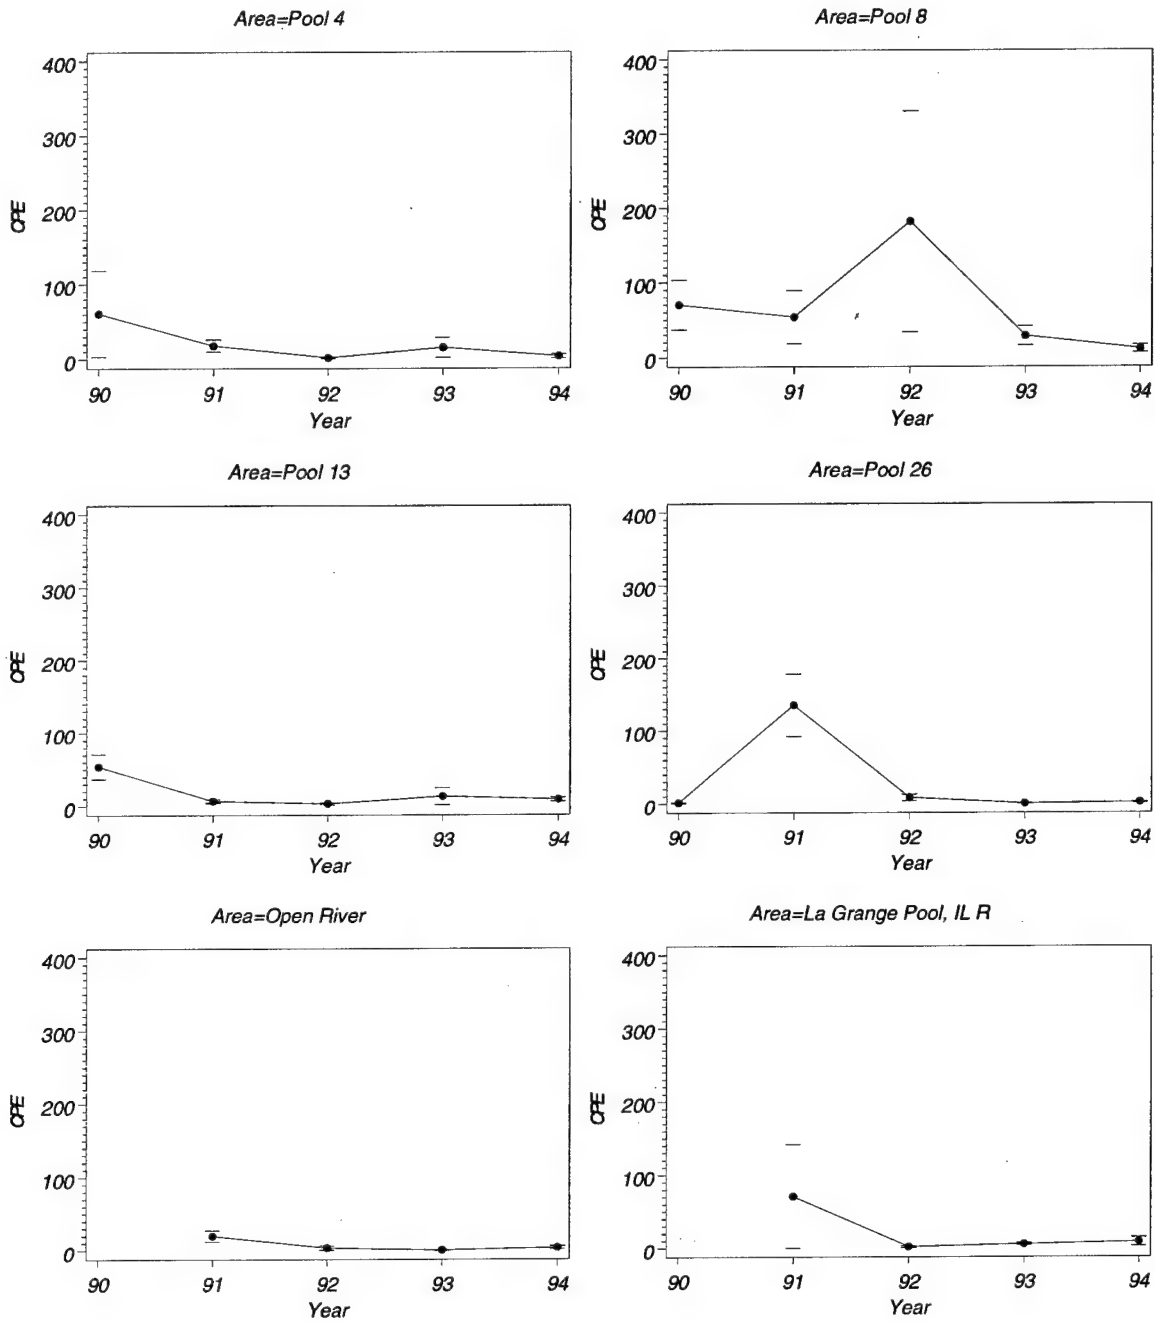 Area=Pool 4
400
300
200
100
0
CPE
90 91 92 93 94
Year
Area=Pool 8
400
300
200
100
0
CPE
90 91 92 93 94
Year
Area=Pool 13
400
300
200
100
0
CPE
90 91 92 93 94
Year
Area=Pool 26
400
300
200
100
0
CPE
90 91 92 93 94
Year
Area=Open River
400
300
200
100
0
CPE
90 91 92 93 94
Year
Area=La Grange Pool, IL R
400
300
200
100
0
CPE
90 91 92 93 94
Year